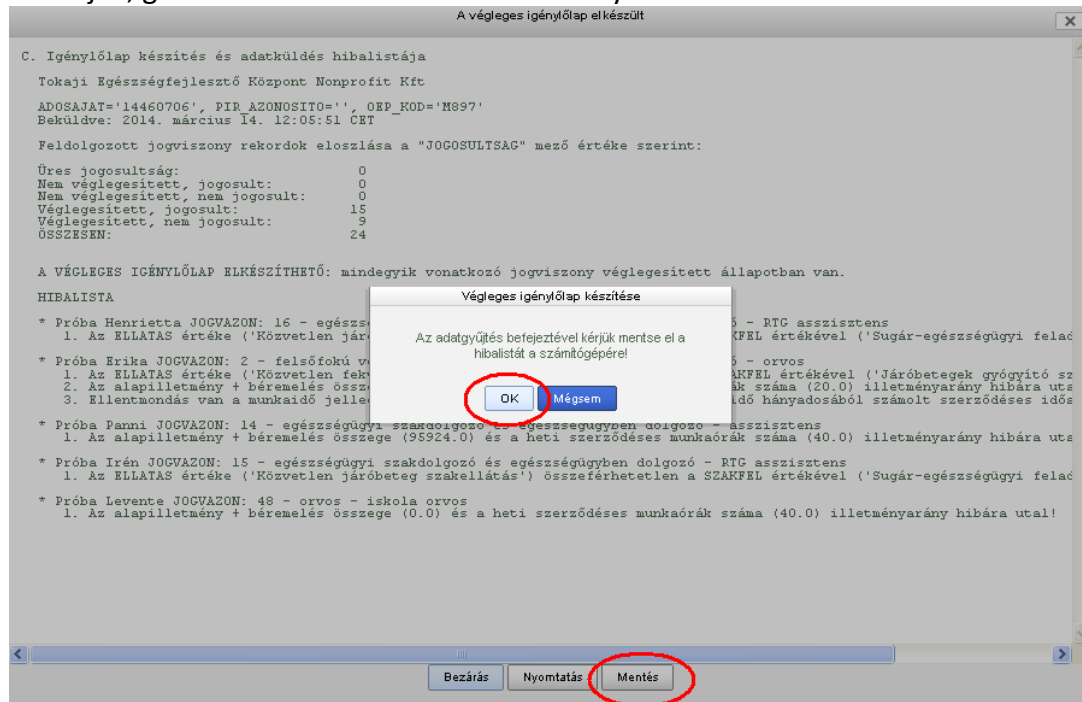 A végleges igénylőlap elkészült
C. Igénylőlap készítés és adatküldés hibalistája
Tokaji Egészségfejlesztő Központ Nonprofit Kft
ADOSAJAT='14460706', PIR_AZONOSITO='', OEP_KOD='M897'
Beküldve: 2014. március 14. 12:05:51 CET
Feldolgozott jogviszony rekordok eloszlása a "JOGOSULTSAG" mező értéke szerint:
Üres jogosultság: 0
Nem véglegesített, jogosult: 0
Nem véglegesített, nem jogosult: 0
Véglegesített, jogosult: 15
Véglegesített, nem jogosult: 9
ÖSSZESEN: 24
A VÉGLEGES IGÉNYLŐLAP ELKÉSZÍTHETŐ: mindegyik vonatkozó jogviszony véglegesített állapotban van.
HIBALISTA
* Próba Henrietta JOGVAZON: 16 - egészs - RTG asszisztens
1. Az ELLATAS értéke ('Közvetlen jár KFEL értékével ('Sugár-egészségügyi felad
* Próba Erika JOGVAZON: 2 - felsőfokú v - orvos
1. Az ELLATAS értéke ('Közvetlen fek AKFEL értékével ('Járóbetegek gyógyító sz
2. Az alapilletmény + béremelés össz ák száma (20.0) illetményarány hibára ut
3. Ellentmondás van a munkaidő jelle idő hányadosából számolt szerződéses idős
* Próba Panni JOGVAZON: 14 - egészségügyi szakdolgozó és egészségügyben dolgozó - asszisztens
1. Az alapilletmény + béremelés összege (95924.0) és a heti szerződéses munkaórák száma (40.0) illetményarány hibára uta
* Próba Irén JOGVAZON: 15 - egészségügyi szakdolgozó és egészségügyben dolgozó - RTG asszisztens
1. Az ELLATAS értéke ('Közvetlen járóbeteg szakellátás') összeférhetetlen a SZAKFEL értékével ('Sugár-egészségügyi felad
* Próba Levente JOGVAZON: 48 - orvos - iskola orvos
1. Az alapilletmény + béremelés összege (0.0) és a heti szerződéses munkaórák száma (40.0) illetményarány hibára utal!
Végleges igénylőlap készítése
Az adatgyűjtés befejeztével kérjük mentse el a
hibalistát a számítógépére!
OK Mégsem
Bezárás Nyomtatás Mentés